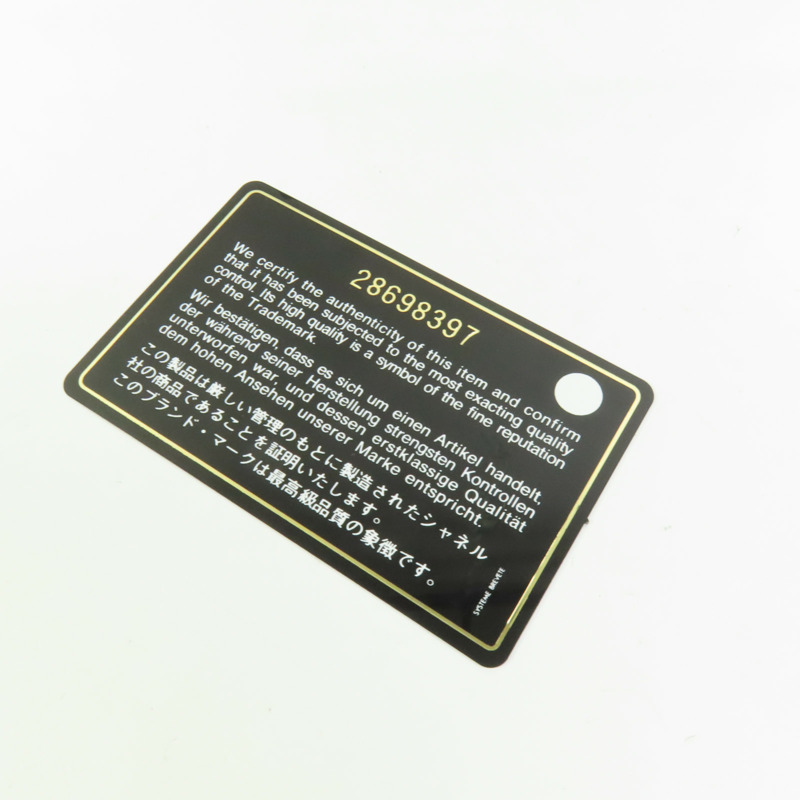 28698397
We certify the authenticity of this item and confirm
that it has been subjected to the most exacting quality
control. Its high quality is a symbol of the fine reputation
of the Trademark.
Wir bestätigen, dass es sich um einen Artikel handelt,
der während seiner Herstellung strengsten Kontrollen
unterworfen war, und dessen erstklassige Qualität
dem hohen Ansehen unserer Marke entspricht.
この製品は厳しい管理のもとに製造されたシャネル
社の商品であることを証明いたします。
このブランド・マークは最高級品質の象徴です。
SYSTEME BREVETE